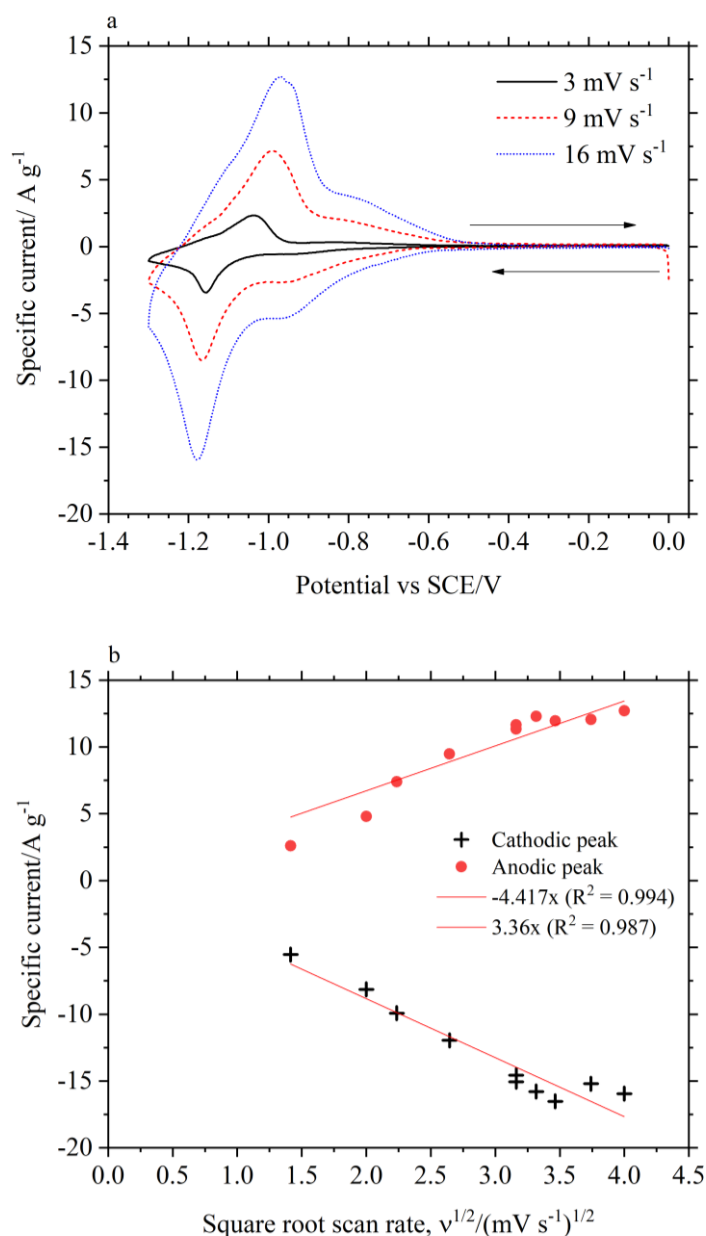 a
15
10
5
0
-5
-10
-15
-20
Specific current/ A g⁻¹
3 mV s⁻¹
9 mV s⁻¹
16 mV s⁻¹
-1.4 -1.2 -1.0 -0.8 -0.6 -0.4 -0.2 0.0
Potential vs SCE/V
b
15
10
5
0
-5
-10
-15
-20
Specific current/A g⁻¹
Cathodic peak
Anodic peak
-4.417x (R² = 0.994)
3.36x (R² = 0.987)
0.0 0.5 1.0 1.5 2.0 2.5 3.0 3.5 4.0 4.5
Square root scan rate, ν¹/²/(mV s⁻¹)¹/²